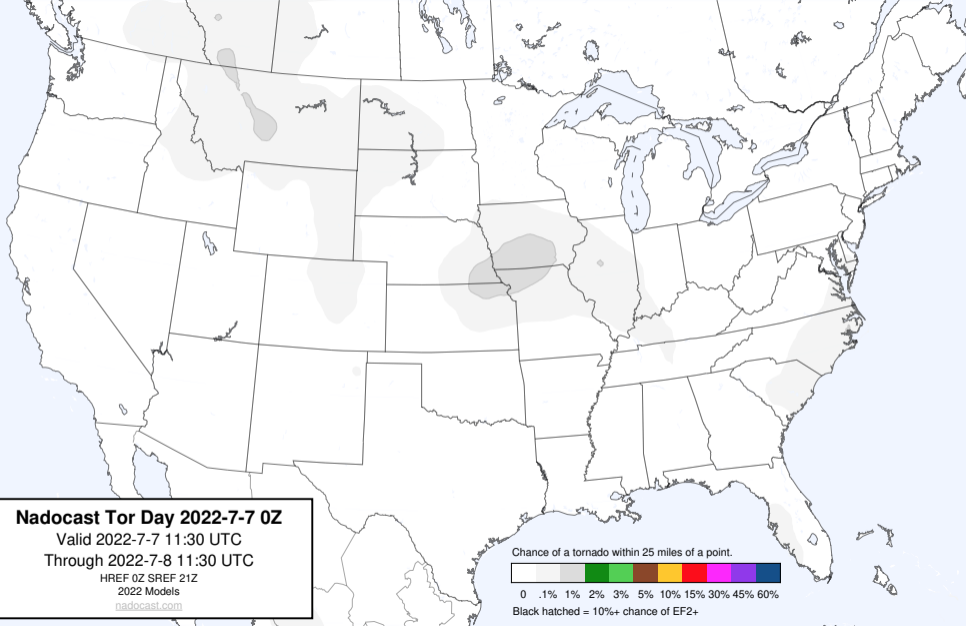 Nadocast Tor Day 2022-7-7 0Z
Valid 2022-7-7 11:30 UTC
Through 2022-7-8 11:30 UTC
HREF 0Z SREF 21Z
2022 Models
nadocast.com
Chance of a tornado within 25 miles of a point.
0 .1% 1% 2% 3% 5% 10% 15% 30% 45% 60%
Black hatched = 10%+ chance of EF2+